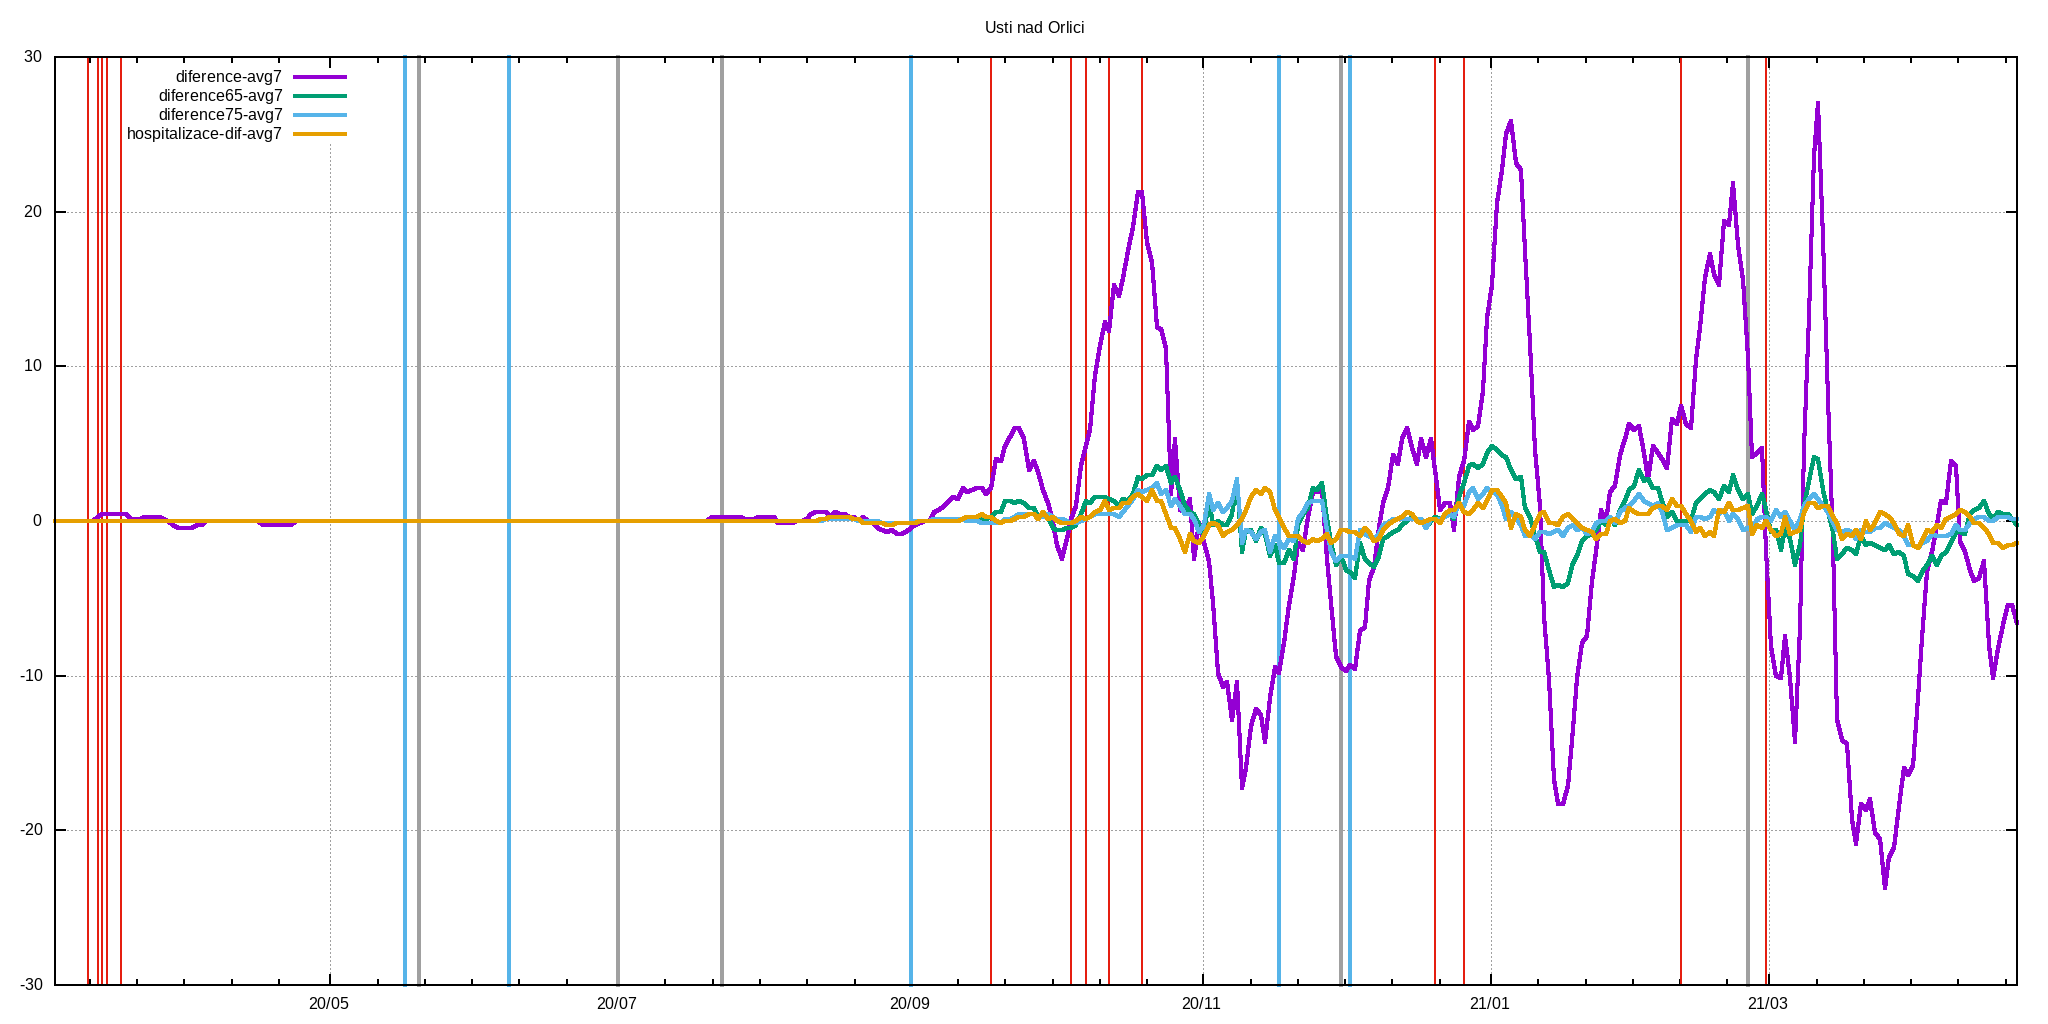 Usti nad Orlici
30
20
10
0
-10
-20
-30
diference-avg7
diference65-avg7
diference75-avg7
hospitalizace-dif-avg7
20/05 20/07 20/09 20/11 21/01 21/03